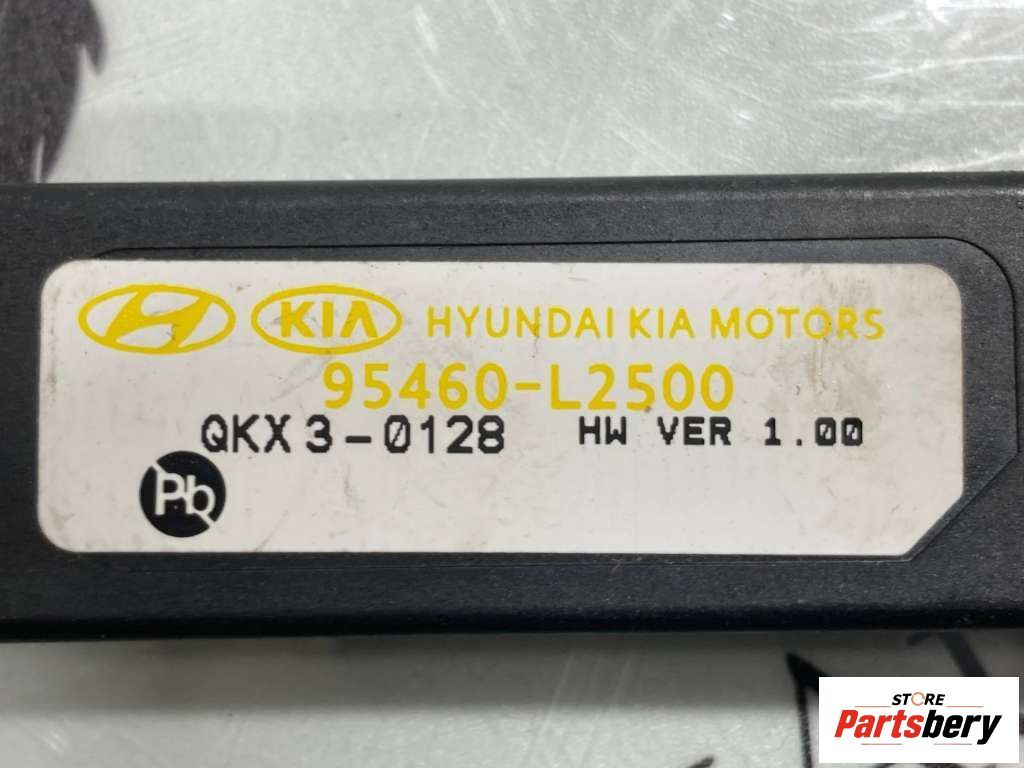 KIA HYUNDAI KIA MOTORS
95460-L2500
QKX3-0128 HW VER 1.00
Pb
STORE
Partsbery